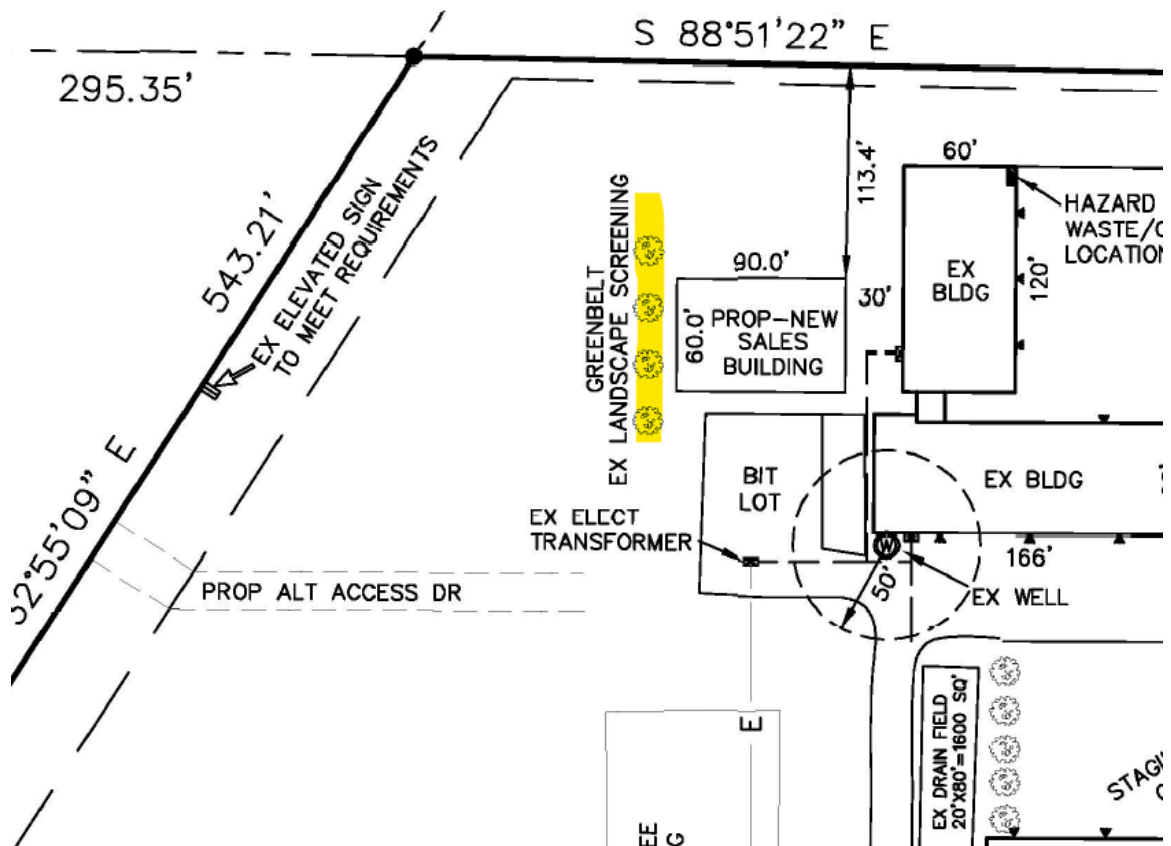 S 88°51'22" E
295.35'
543.21'
EX ELEVATED SIGN
TO MEET REQUIREMENTS
32°55'09" E
GREENBELT
EX LANDSCAPE SCREENING
113.4'
60'
HAZARD
WASTE/
LOCATION
90.0'
60.0'
PROP-NEW
SALES
BUILDING
30'
EX
BLDG
120'
BIT
LOT
EX BLDG
EX ELECT
TRANSFORMER
W
50'
166'
EX WELL
PROP ALT ACCESS DR
E
EX DRAIN FIELD
20'X80'=1600 SQ'